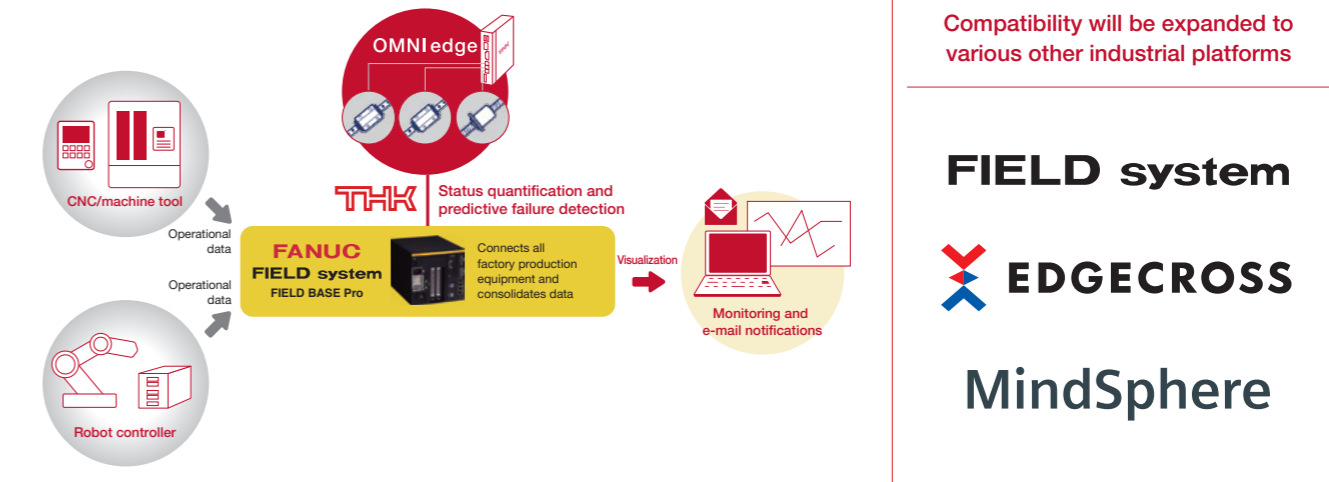 OMNI edge
CNC/machine tool
THK
Status quantification and
predictive failure detection
Operational
data
FANUC
FIELD system
FIELD BASE Pro
Connects all
factory production
equipment and
consolidates data
Visualization
Operational
data
Monitoring and
e-mail notifications
Robot controller
Compatibility will be expanded to
various other industrial platforms
FIELD system
EDGECROSS
MindSphere